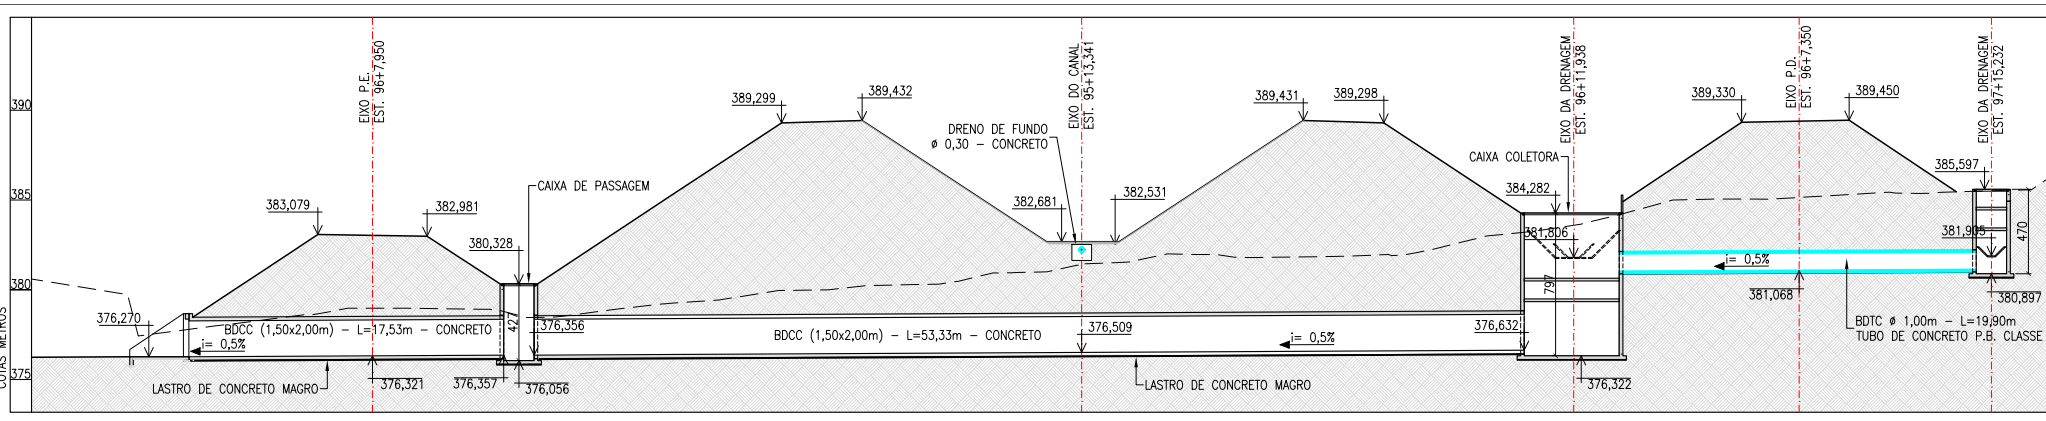 EIXO P.E.
EST. 96+7,950
EIXO DO CANAL
EST. 95+13,341
EIXO DA DRENAGEM
EST. 96+11,938
EIXO P.D.
EST. 96+7,350
EIXO DA DRENAGEM
EST. 97+15,232
390
385
380
375
COTAS METROS
389,299
389,432
389,431
389,298
389,330
389,450
DRENO DE FUNDO
ø 0,30 – CONCRETO
CAIXA COLETORA
385,597
CAIXA DE PASSAGEM
384,282
383,079
382,981
382,681
382,531
380,328
381,806
381,905
470
i= 0,5%
797
381,068
380,897
376,270
BDCC (1,50x2,00m) – L=17,53m – CONCRETO
427
376,356
BDCC (1,50x2,00m) – L=53,33m – CONCRETO
376,509
376,632
BDTC ø 1,00m – L=19,90m
TUBO DE CONCRETO P.B. CLASSE
i= 0,5%
i= 0,5%
LASTRO DE CONCRETO MAGRO
376,321
376,357
376,056
LASTRO DE CONCRETO MAGRO
376,322